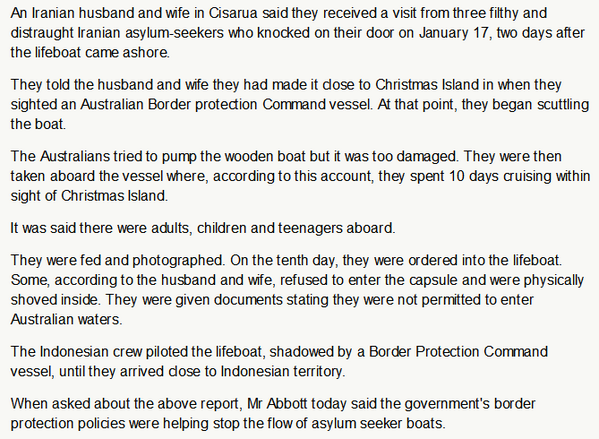 An Iranian husband and wife in Cisarua said they received a visit from three filthy and
distraught Iranian asylum-seekers who knocked on their door on January 17, two days after
the lifeboat came ashore.
They told the husband and wife they had made it close to Christmas Island in when they
sighted an Australian Border protection Command vessel. At that point, they began scuttling
the boat.
The Australians tried to pump the wooden boat but it was too damaged. They were then
taken aboard the vessel where, according to this account, they spent 10 days cruising within
sight of Christmas Island.
It was said there were adults, children and teenagers aboard.
They were fed and photographed. On the tenth day, they were ordered into the lifeboat.
Some, according to the husband and wife, refused to enter the capsule and were physically
shoved inside. They were given documents stating they were not permitted to enter
Australian waters.
The Indonesian crew piloted the lifeboat, shadowed by a Border Protection Command
vessel, until they arrived close to Indonesian territory.
When asked about the above report, Mr Abbott today said the government's border
protection policies were helping stop the flow of asylum seeker boats.